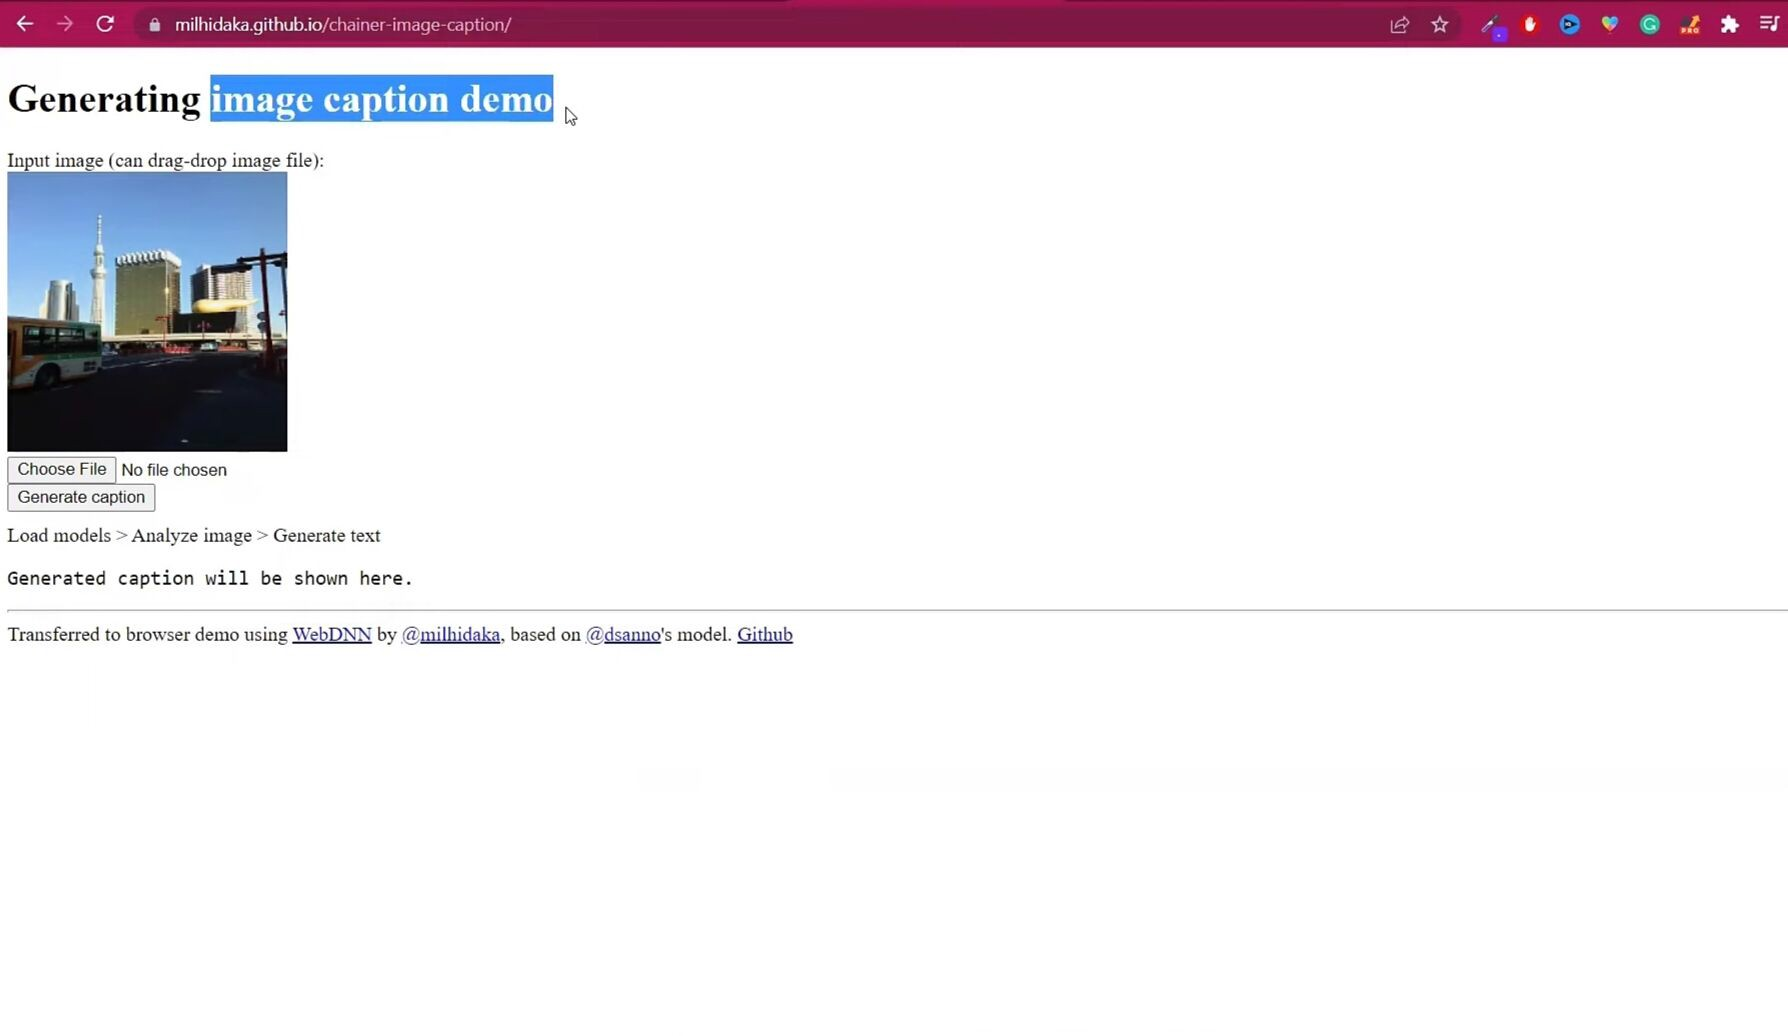 milhidaka.github.io/chainer-image-caption/
Generating image caption demo
Input image (can drag-drop image file):
Choose File No file chosen
Generate caption
Load models > Analyze image > Generate text
Generated caption will be shown here.
Transferred to browser demo using WebDNN by @milhidaka, based on @dsanno's model. Github